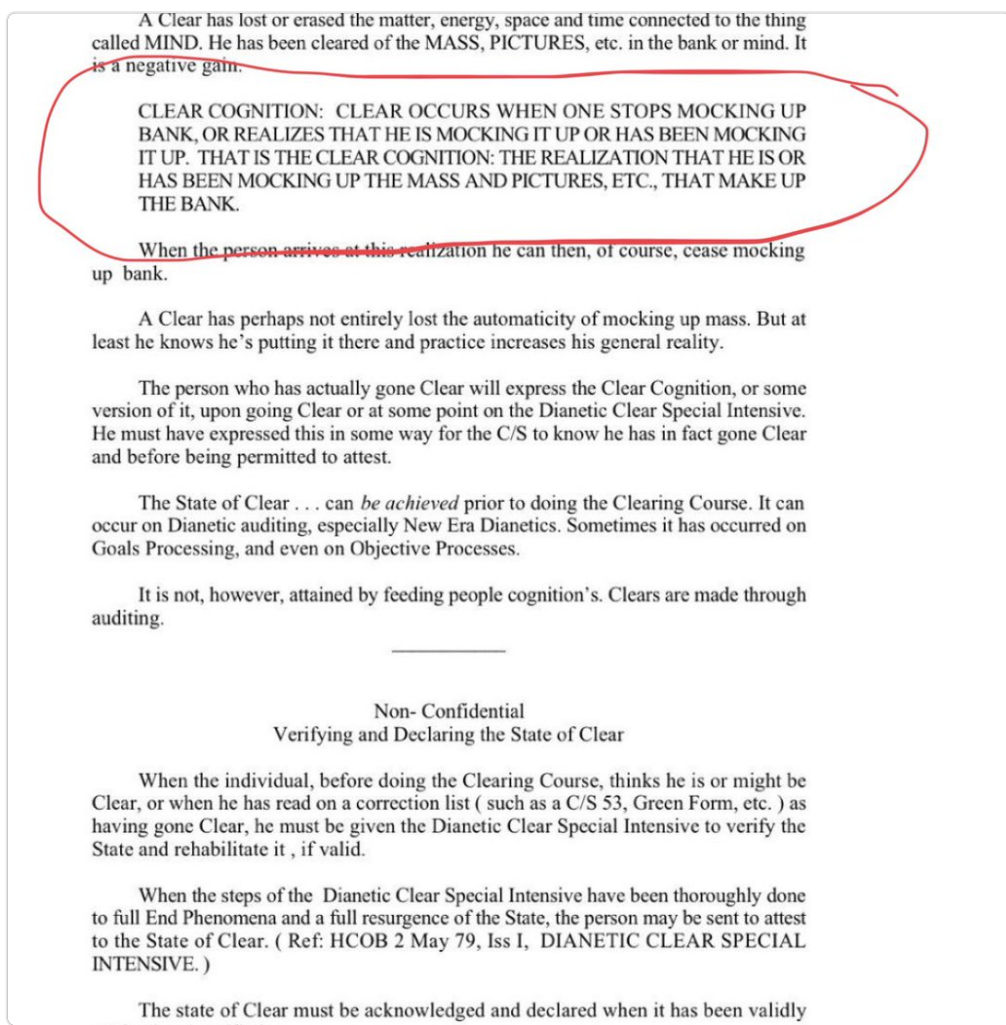 A Clear has lost or erased the matter, energy, space and time connected to the thing
called MIND. He has been cleared of the MASS, PICTURES, etc. in the bank or mind. It
is a negative gain.
CLEAR COGNITION: CLEAR OCCURS WHEN ONE STOPS MOCKING UP
BANK, OR REALIZES THAT HE IS MOCKING IT UP OR HAS BEEN MOCKING
IT UP. THAT IS THE CLEAR COGNITION: THE REALIZATION THAT HE IS OR
HAS BEEN MOCKING UP THE MASS AND PICTURES, ETC., THAT MAKE UP
THE BANK.
When the person arrives at this realization he can then, of course, cease mocking
up bank.
A Clear has perhaps not entirely lost the automaticity of mocking up mass. But at
least he knows he's putting it there and practice increases his general reality.
The person who has actually gone Clear will express the Clear Cognition, or some
version of it, upon going Clear or at some point on the Dianetic Clear Special Intensive.
He must have expressed this in some way for the C/S to know he has in fact gone Clear
and before being permitted to attest.
The State of Clear . . . can be achieved prior to doing the Clearing Course. It can
occur on Dianetic auditing, especially New Era Dianetics. Sometimes it has occurred on
Goals Processing, and even on Objective Processes.
It is not, however, attained by feeding people cognition's. Clears are made through
auditing.
Non- Confidential
Verifying and Declaring the State of Clear
When the individual, before doing the Clearing Course, thinks he is or might be
Clear, or when he has read on a correction list ( such as a C/S 53, Green Form, etc. ) as
having gone Clear, he must be given the Dianetic Clear Special Intensive to verify the
State and rehabilitate it , if valid.
When the steps of the Dianetic Clear Special Intensive have been thoroughly done
to full End Phenomena and a full resurgence of the State, the person may be sent to attest
to the State of Clear. ( Ref: HCOB 2 May 79, Iss I, DIANETIC CLEAR SPECIAL
INTENSIVE. )
The state of Clear must be acknowledged and declared when it has been validly